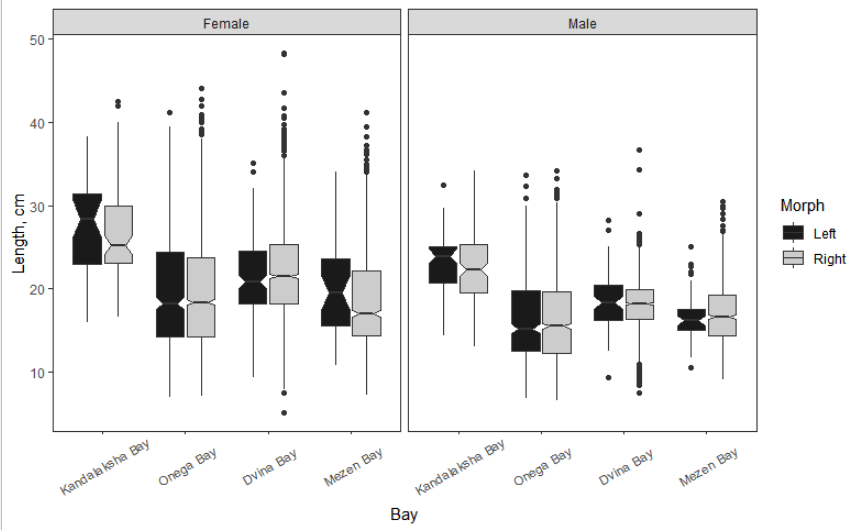 Female
Male
50
40
30
20
10
Length, cm
Kandalaksha Bay
Onega Bay
Dvina Bay
Mezen Bay
Kandalaksha Bay
Onega Bay
Dvina Bay
Mezen Bay
Bay
Morph
Left
Right